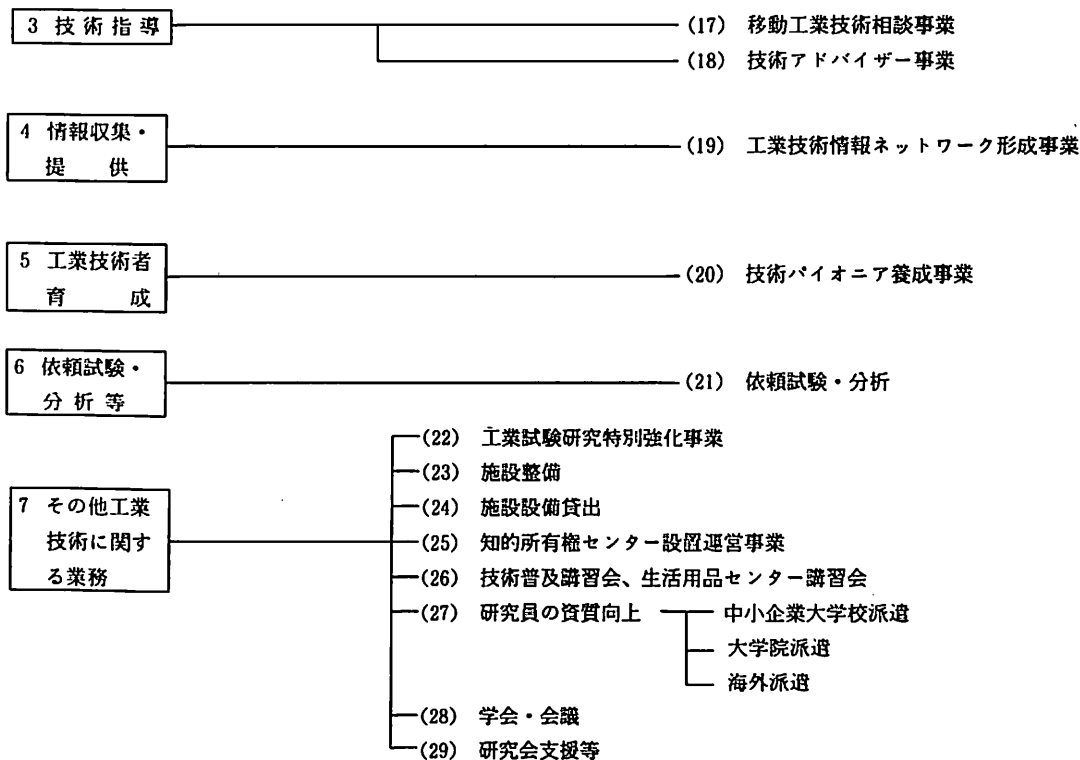 3 技術指導
(17) 移動工業技術相談事業
(18) 技術アドバイザー事業
4 情報収集・
提供
(19) 工業技術情報ネットワーク形成事業
5 工業技術者
育成
(20) 技術パイオニア養成事業
6 依頼試験・
分析等
(21) 依頼試験・分析
7 その他工業
技術に関す
る業務
(22) 工業試験研究特別強化事業
(23) 施設整備
(24) 施設設備貸出
(25) 知的所有権センター設置運営事業
(26) 技術普及講習会、生活用品センター講習会
(27) 研究員の資質向上
中小企業大学校派遣
大学院派遣
海外派遣
(28) 学会・会議
(29) 研究会支援等